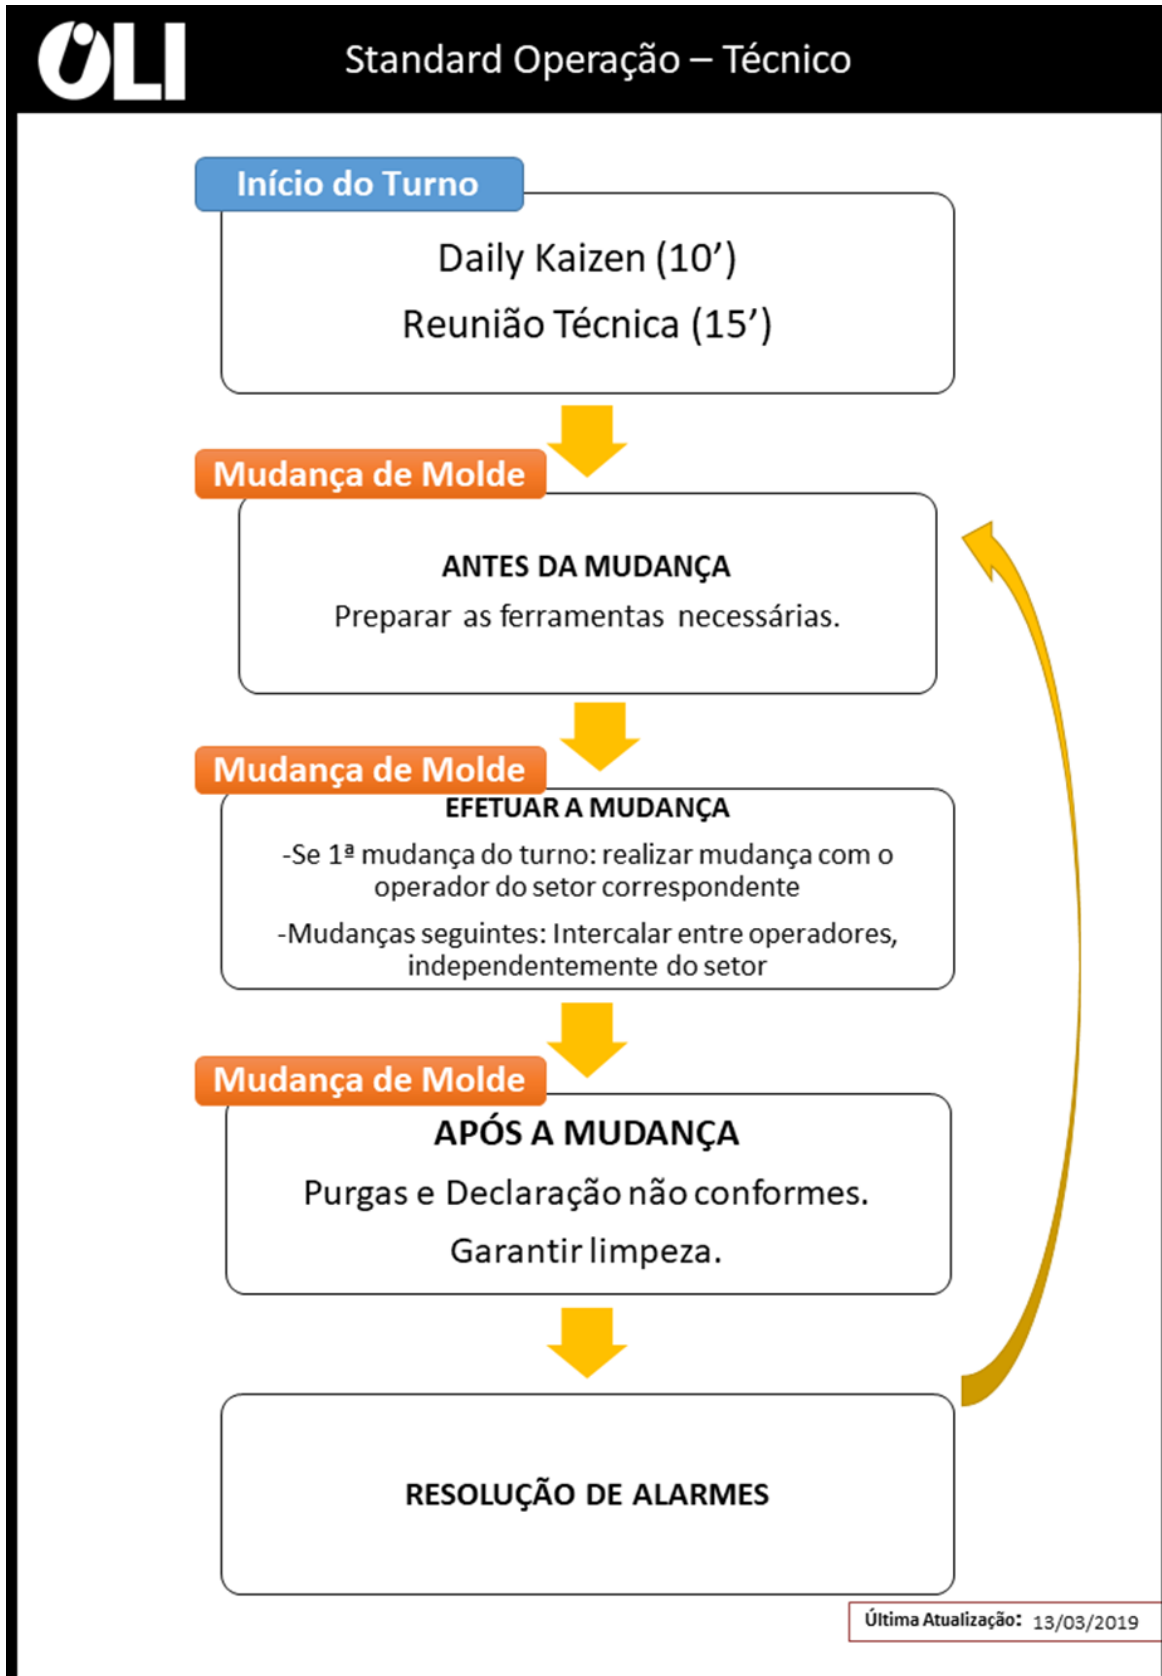 OLI
Standard Operação – Técnico
Início do Turno
Daily Kaizen (10’)
Reunião Técnica (15’)
Mudança de Molde
ANTES DA MUDANÇA
Preparar as ferramentas necessárias.
Mudança de Molde
EFETUAR A MUDANÇA
-Se 1ª mudança do turno: realizar mudança com o
operador do setor correspondente
-Mudanças seguintes: Intercalar entre operadores,
independentemente do setor
Mudança de Molde
APÓS A MUDANÇA
Purgas e Declaração não conformes.
Garantir limpeza.
RESOLUÇÃO DE ALARMES
Última Atualização: 13/03/2019